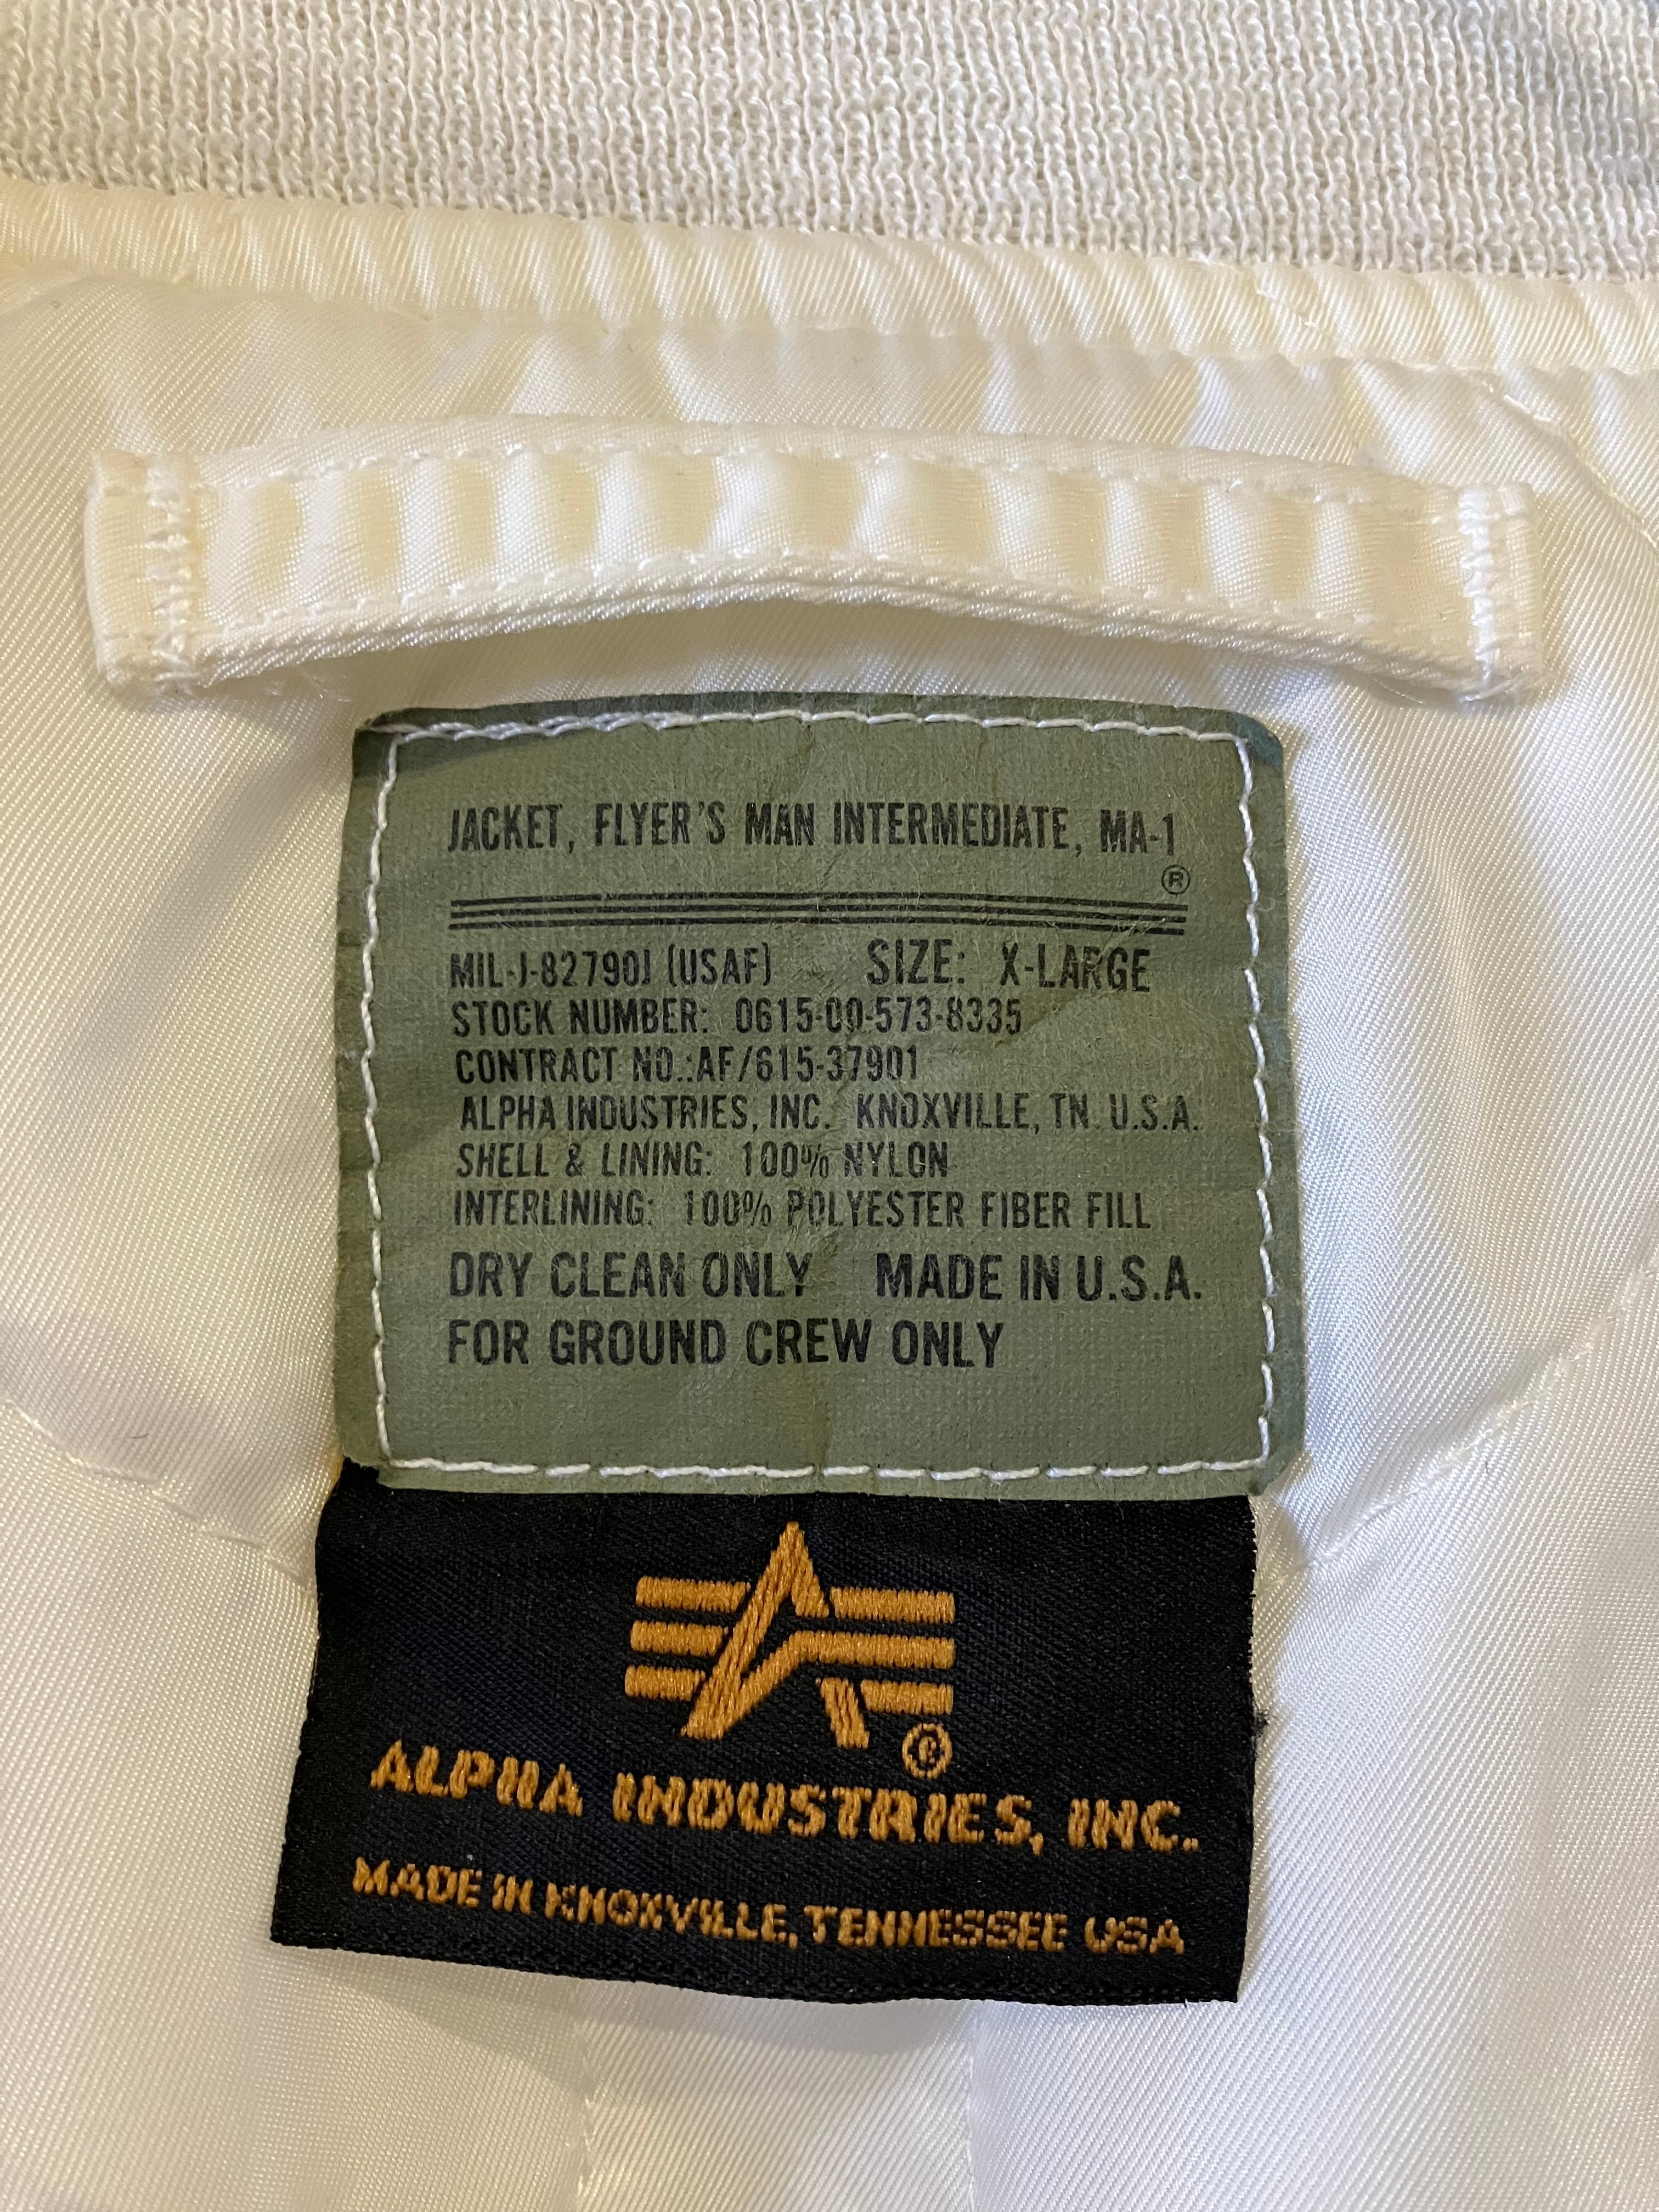 JACKET, FLYER'S MAN INTERMEDIATE, MA-1
®
MIL-J-82790J (USAF) SIZE: X-LARGE
STOCK NUMBER: 0615-00-573-8335
CONTRACT NO.:AF/615-37901
ALPHA INDUSTRIES, INC. KNOXVILLE, TN. U.S.A.
SHELL & LINING: 100% NYLON
INTERLINING: 100% POLYESTER FIBER FILL
DRY CLEAN ONLY MADE IN U.S.A.
FOR GROUND CREW ONLY
®
ALPHA INDUSTRIES, INC.
MADE IN KNOXVILLE, TENNESSEE USA